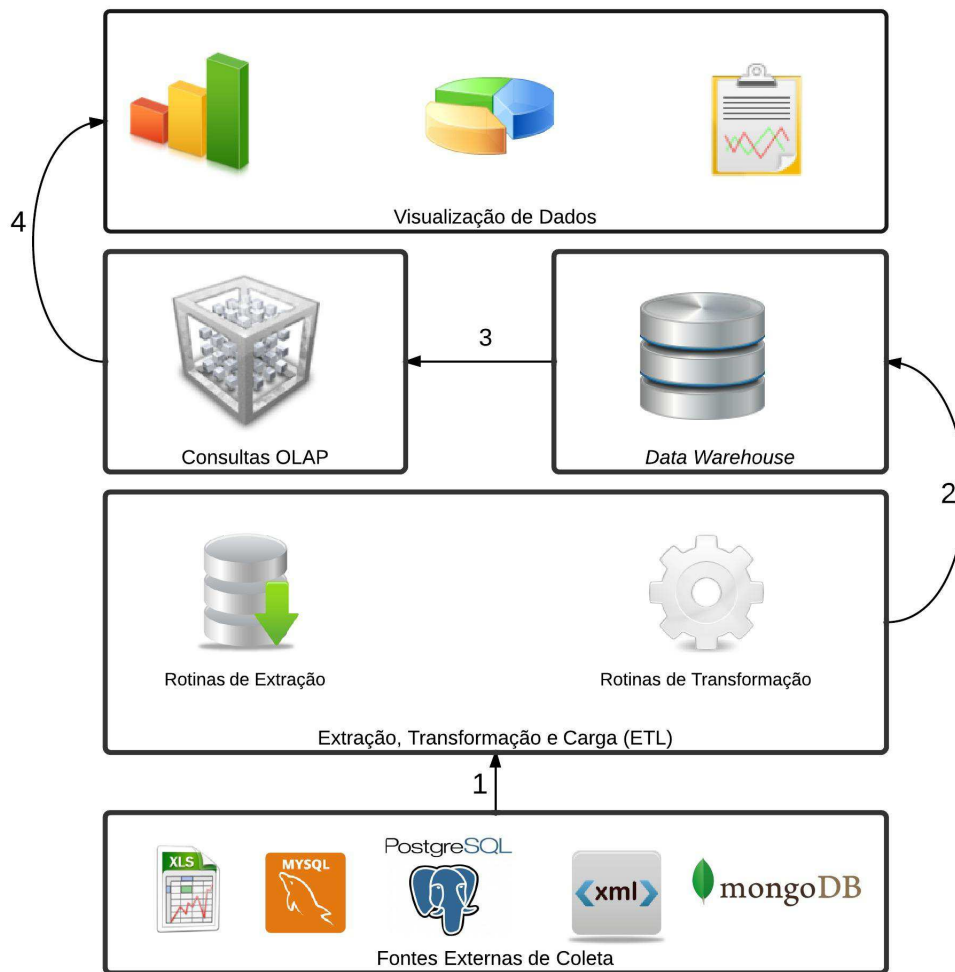 Visualização de Dados
4
3
Consultas OLAP
Data Warehouse
2
Rotinas de Extração
Rotinas de Transformação
Extração, Transformação e Carga (ETL)
1
XLS
MYSQL
PostgreSQL
<xml>
mongoDB
Fontes Externas de Coleta